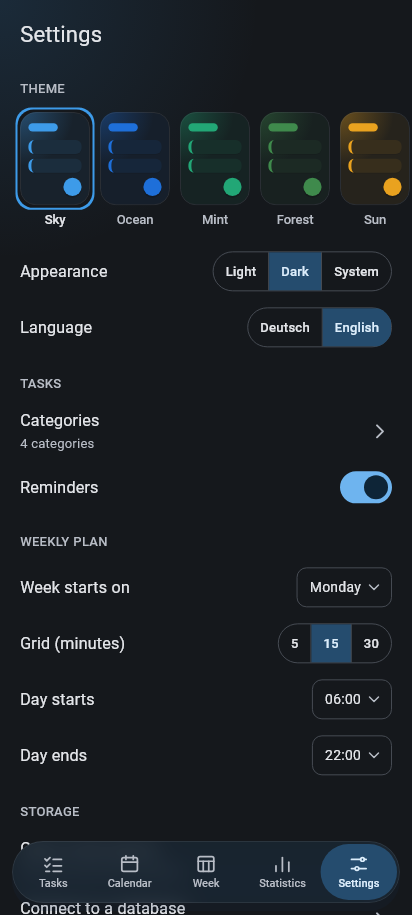 Settings
THEME
Sky Ocean Mint Forest Sun
Appearance Light Dark System
Language Deutsch English
TASKS
Categories
4 categories
Reminders
WEEKLY PLAN
Week starts on Monday
Grid (minutes) 5 15 30
Day starts 06:00
Day ends 22:00
STORAGE
Tasks Calendar Week Statistics Settings
Connect to a database